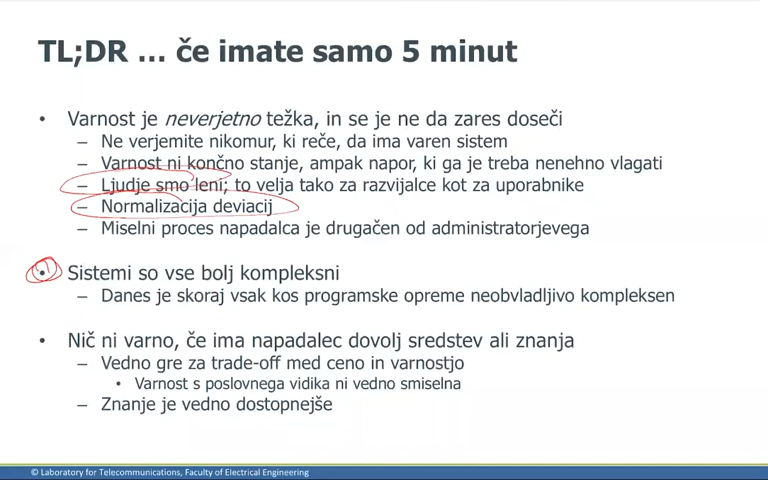 TL;DR ... če imate samo 5 minut
• Varnost je neverjetno težka, in se je ne da zares doseči
– Ne verjemite nikomur, ki reče, da ima varen sistem
– Varnost ni končno stanje, ampak napor, ki ga je treba nenehno vlagati
– Ljudje smo leni; to velja tako za razvijalce kot za uporabnike
– Normalizacija deviacij
– Miselni proces napadalca je drugačen od administratorjevega
• Sistemi so vse bolj kompleksni
– Danes je skoraj vsak kos programske opreme neobvladljivo kompleksen
• Nič ni varno, če ima napadalec dovolj sredstev ali znanja
– Vedno gre za trade-off med ceno in varnostjo
• Varnost s poslovnega vidika ni vedno smiselna
– Znanje je vedno dostopnejše
© Laboratory for Telecommunications, Faculty of Electrical Engineering